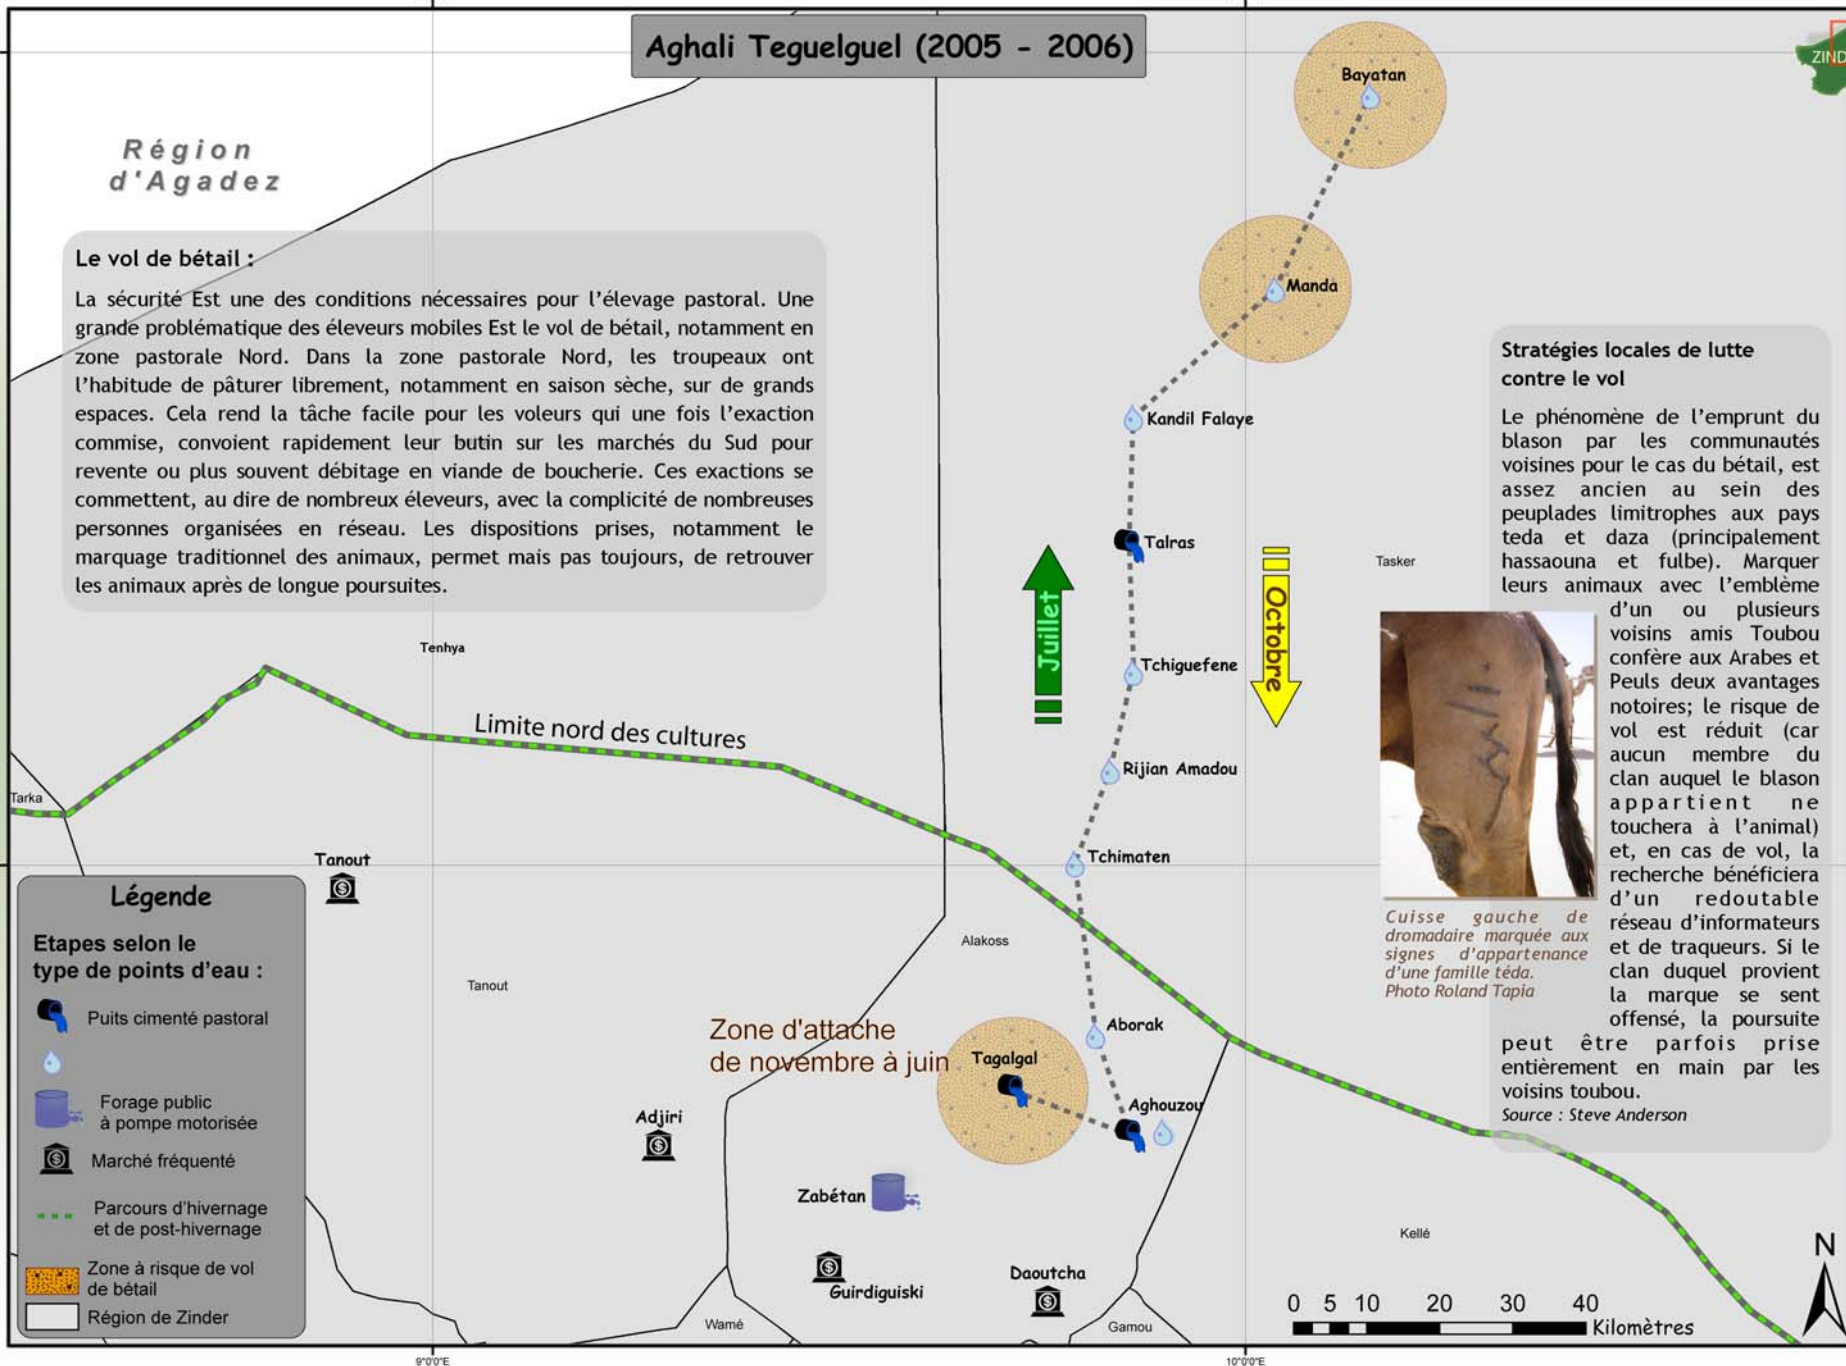 Aghali Teguelguel (2005 - 2006)
ZIND
Région
d'Agadez
Bayatan
Manda
Kandil Falaye
Talras
Tchiguefene
Rijian Amadou
Tchimaten
Aborak
Aghouzou
Tagalgal
Juillet
Octobre
Tasker
Le vol de bétail :
La sécurité Est une des conditions nécessaires pour l'élevage pastoral. Une
grande problématique des éleveurs mobiles Est le vol de bétail, notamment en
zone pastorale Nord. Dans la zone pastorale Nord, les troupeaux ont
l'habitude de pâturer librement, notamment en saison sèche, sur de grands
espaces. Cela rend la tâche facile pour les voleurs qui une fois l'exaction
commise, convoient rapidement leur butin sur les marchés du Sud pour
revente ou plus souvent débitage en viande de boucherie. Ces exactions se
commettent, au dire de nombreux éleveurs, avec la complicité de nombreuses
personnes organisées en réseau. Les dispositions prises, notamment le
marquage traditionnel des animaux, permet mais pas toujours, de retrouver
les animaux après de longue poursuites.
Stratégies locales de lutte
contre le vol
Le phénomène de l'emprunt du
blason par les communautés
voisines pour le cas du bétail, est
assez ancien au sein des
peuplades limitrophes aux pays
teda et daza (principalement
hassaouna et fulbe). Marquer
leurs animaux avec l'emblème
d'un ou plusieurs
voisins amis Toubou
confère aux Arabes et
Peuls deux avantages
notoires; le risque de
vol est réduit (car
aucun membre du
clan auquel le blason
appartient ne
touchera à l'animal)
et, en cas de vol, la
recherche bénéficiera
d'un redoutable
réseau d'informateurs
et de traqueurs. Si le
clan duquel provient
la marque se sent
offensé, la poursuite
peut être parfois prise
entièrement en main par les
voisins toubou.
Source : Steve Anderson
Cuisse gauche de
dromadaire marquée aux
signes d'appartenance
d'une famille téda.
Photo Roland Tapia
Tenhya
Limite nord des cultures
Tarka
Tanout
Tanout
Alakoss
Zone d'attache
de novembre à juin
Adjiri
Zabétan
Guirdiguiski
Daoutcha
Wamé
Gamou
Kellé
Légende
Etapes selon le
type de points d'eau :
Puits cimenté pastoral
Forage public
à pompe motorisée
Marché fréquenté
Parcours d'hivernage
et de post-hivernage
Zone à risque de vol
de bétail
Région de Zinder
N
0 5 10 20 30 40
Kilomètres
9°0'0"E
10°0'0"E